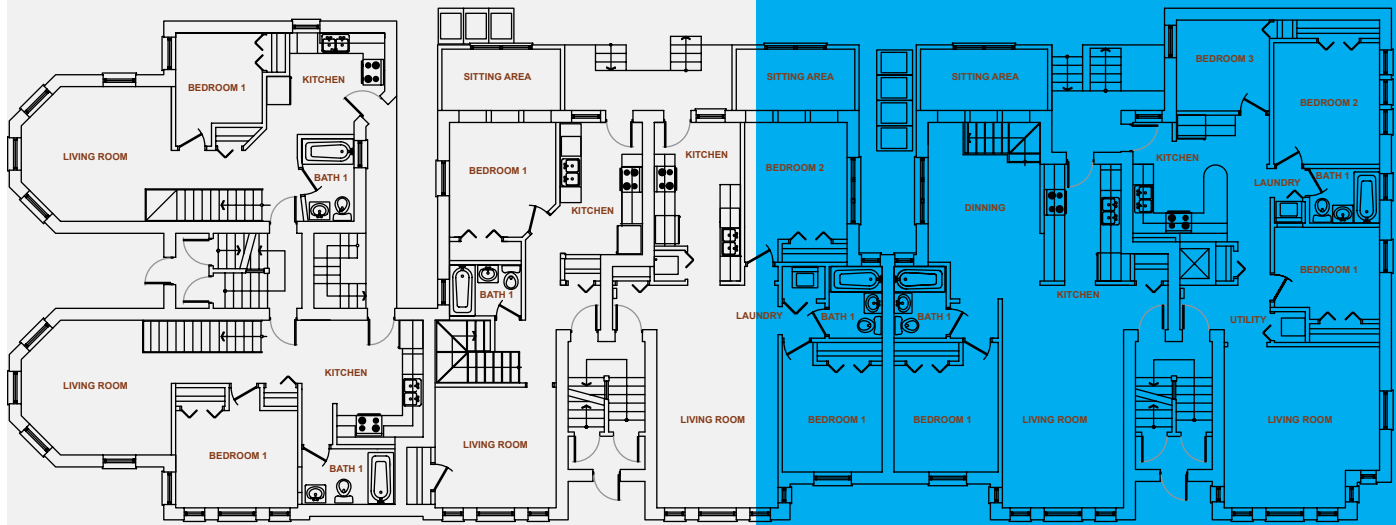 BEDROOM 3
SITTING AREA
SITTING AREA
SITTING AREA
KITCHEN
BEDROOM 1
BEDROOM 2
LIVING ROOM
KITCHEN
KITCHEN
BEDROOM 1
BEDROOM 2
BATH 1
BATH 1
LAUNDRY
KITCHEN
DINNING
BEDROOM 1
BATH 1
KITCHEN
LAUNDRY
BATH 1
BATH 1
UTILITY
KITCHEN
LIVING ROOM
LIVING ROOM
LIVING ROOM
BEDROOM 1
BEDROOM 1
LIVING ROOM
LIVING ROOM
BEDROOM 1
BATH 1